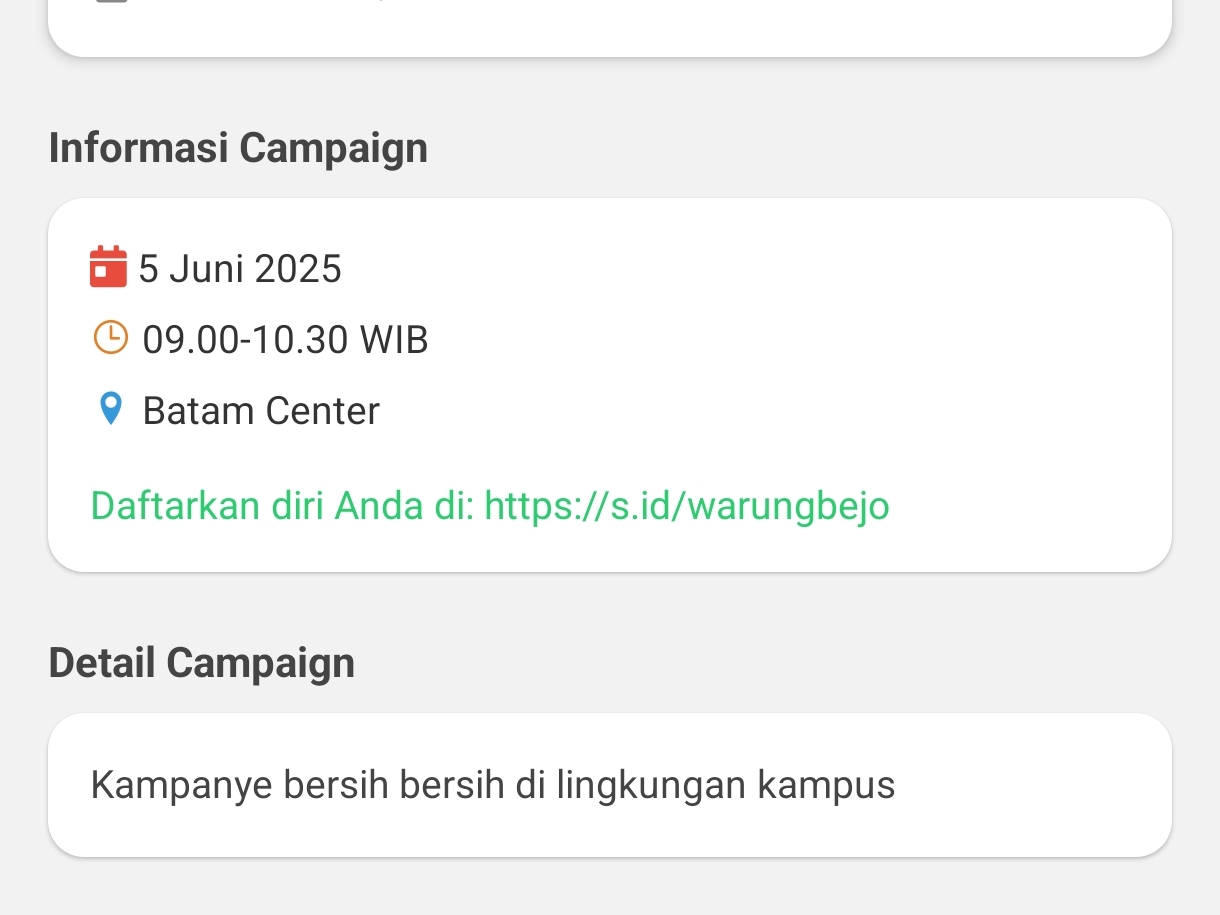 Informasi Campaign
5 Juni 2025
09.00-10.30 WIB
Batam Center
Daftarkan diri Anda di: https://s.id/warungbejo
Detail Campaign
Kampanye bersih bersih di lingkungan kampus